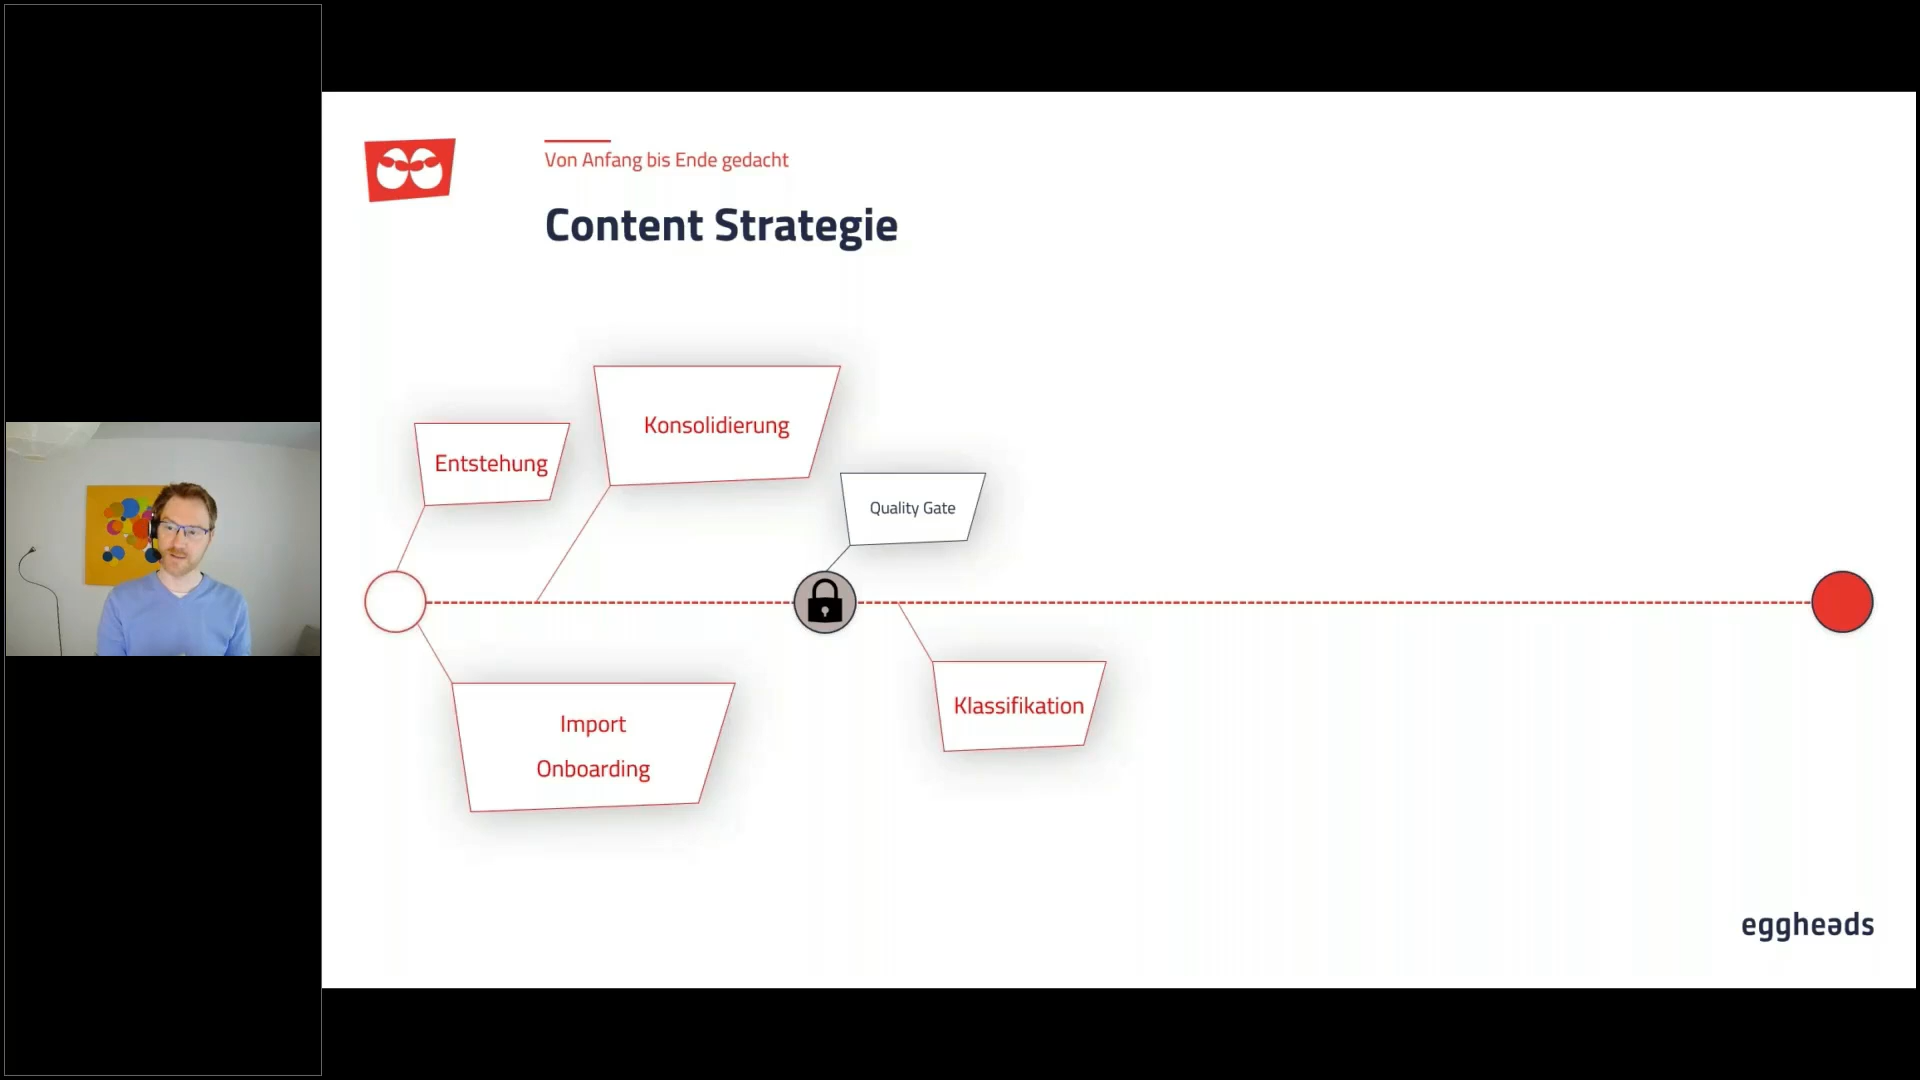 Von Anfang bis Ende gedacht
Content Strategie
Konsolidierung
Entstehung
Quality Gate
Klassifikation
Import
Onboarding
eggheads